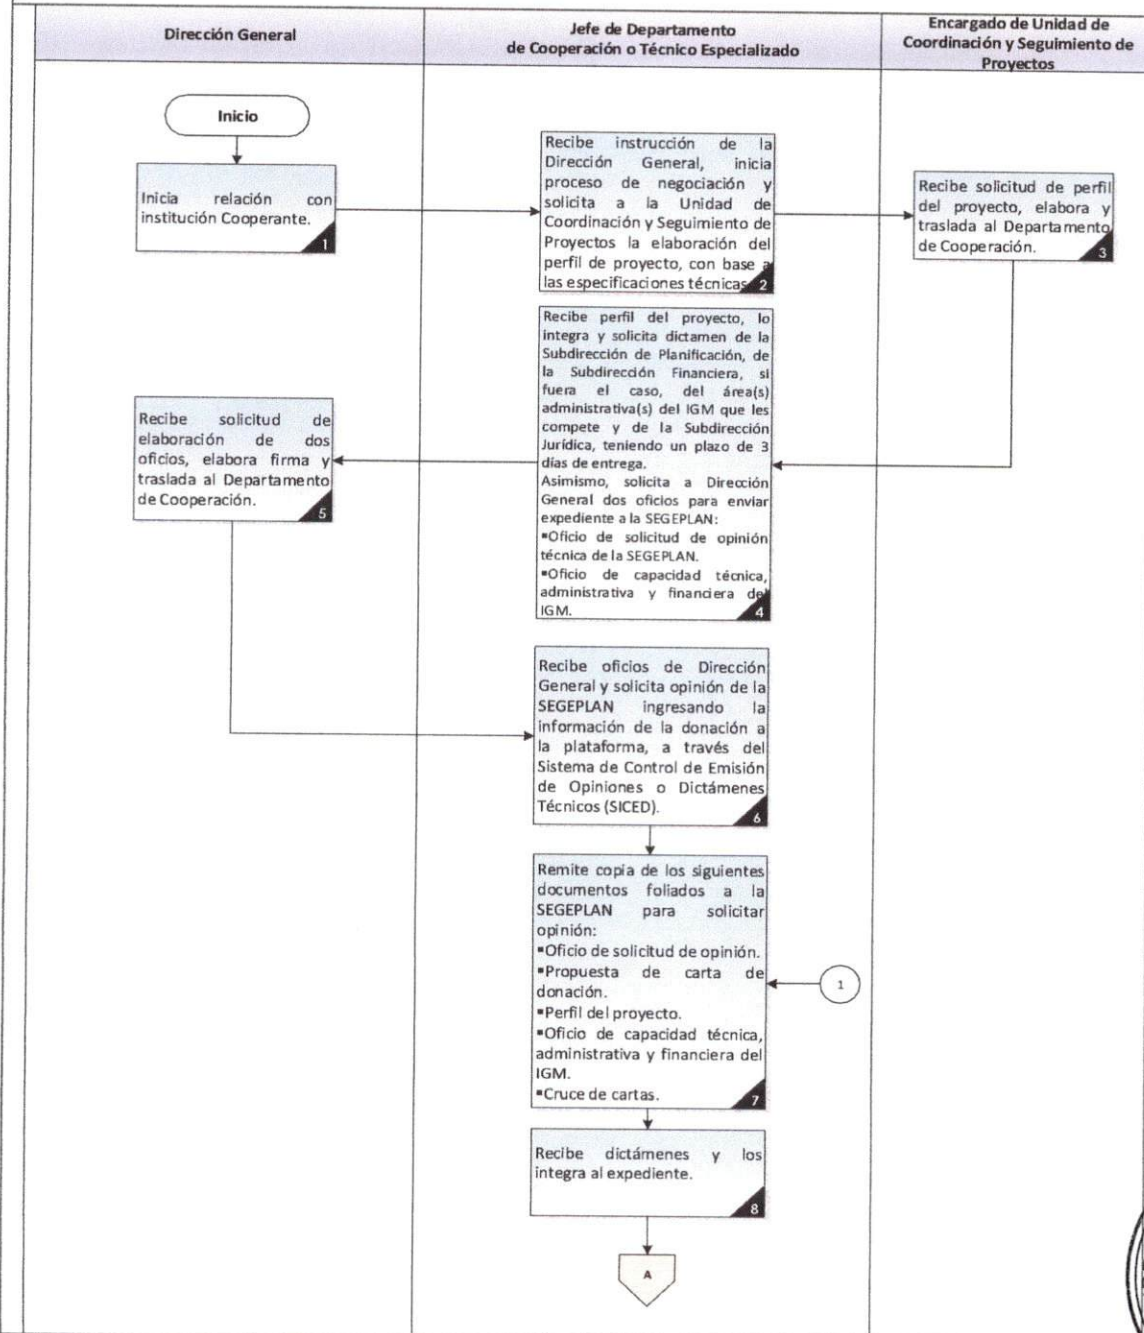 Dirección General
Jefe de Departamento
de Cooperación o Técnico Especializado
Encargado de Unidad de
Coordinación y Seguimiento de
Proyectos
Inicio
Inicia relación con
institución Cooperante.
1
Recibe instrucción de la
Dirección General, inicia
proceso de negociación y
solicita a la Unidad de
Coordinación y Seguimiento de
Proyectos la elaboración del
perfil de proyecto, con base a
las especificaciones técnicas
2
Recibe solicitud de perfil
del proyecto, elabora y
traslada al Departamento
de Cooperación.
3
Recibe perfil del proyecto, lo
integra y solicita dictamen de la
Subdirección de Planificación, de
la Subdirección Financiera, si
fuera el caso, del área(s)
administrativa(s) del IGM que les
compete y de la Subdirección
Jurídica, teniendo un plazo de 3
días de entrega.
Asimismo, solicita a Dirección
General dos oficios para enviar
expediente a la SEGEPLAN:
▪Oficio de solicitud de opinión
técnica de la SEGEPLAN.
▪Oficio de capacidad técnica,
administrativa y financiera del
IGM.
4
Recibe solicitud de
elaboración de dos
oficios, elabora firma y
traslada al Departamento
de Cooperación.
5
Recibe oficios de Dirección
General y solicita opinión de la
SEGEPLAN ingresando la
información de la donación a
la plataforma, a través del
Sistema de Control de Emisión
de Opiniones o Dictámenes
Técnicos (SICED).
6
Remite copia de los siguientes
documentos foliados a la
SEGEPLAN para solicitar
opinión:
▪Oficio de solicitud de opinión.
▪Propuesta de carta de
donación.
▪Perfil del proyecto.
▪Oficio de capacidad técnica,
administrativa y financiera del
IGM.
▪Cruce de cartas.
7
1
Recibe dictámenes y los
integra al expediente.
8
A